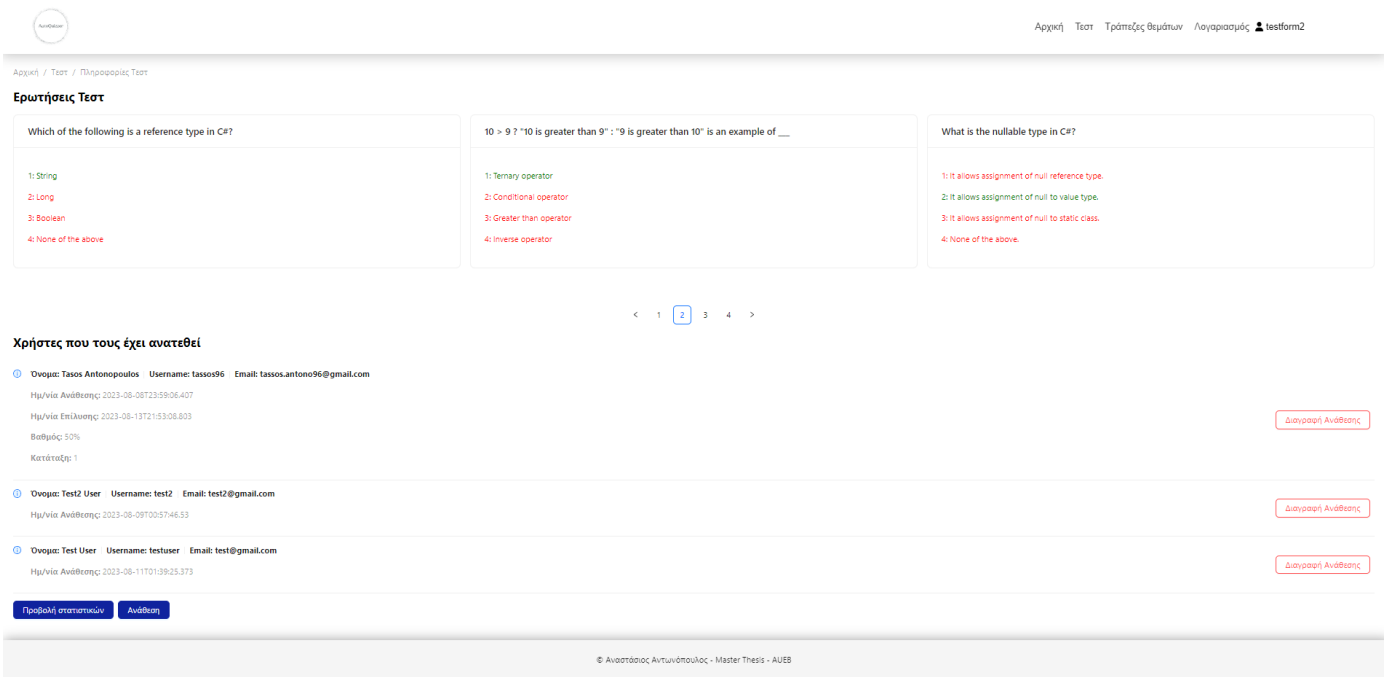 Αρχική Τεστ Τράπεζες θεμάτων Λογαριασμός testform2
Αρχική / Τεστ / Πληροφορίες Τεστ
Ερωτήσεις Τεστ
Which of the following is a reference type in C#?
1: String
2: Long
3: Boolean
4: None of the above
10 > 9 ? "10 is greater than 9" : "9 is greater than 10" is an example of ___
1: Ternary operator
2: Conditional operator
3: Greater than operator
4: Inverse operator
What is the nullable type in C#?
1: It allows assignment of null reference type.
2: It allows assignment of null to value type.
3: It allows assignment of null to static class.
4: None of the above.
< 1 2 3 4 >
Χρήστες που τους έχει ανατεθεί
Όνομα: Tasos Antonopoulos Username: tassos96 Email: tassos.antono96@gmail.com
Ημ/νία Ανάθεσης: 2023-08-08T23:59:06.407
Ημ/νία Επίλυσης: 2023-08-13T21:53:08.803
Βαθμός: 50%
Κατάταξη: 1
Διαγραφή Ανάθεσης
Όνομα: Test2 User Username: test2 Email: test2@gmail.com
Ημ/νία Ανάθεσης: 2023-08-09T00:57:46.53
Διαγραφή Ανάθεσης
Όνομα: Test User Username: testuser Email: test@gmail.com
Ημ/νία Ανάθεσης: 2023-08-11T01:39:25.373
Διαγραφή Ανάθεσης
Προβολή στατιστικών Ανάθεση
© Αναστάσιος Αντωνόπουλος - Master Thesis - AUEB